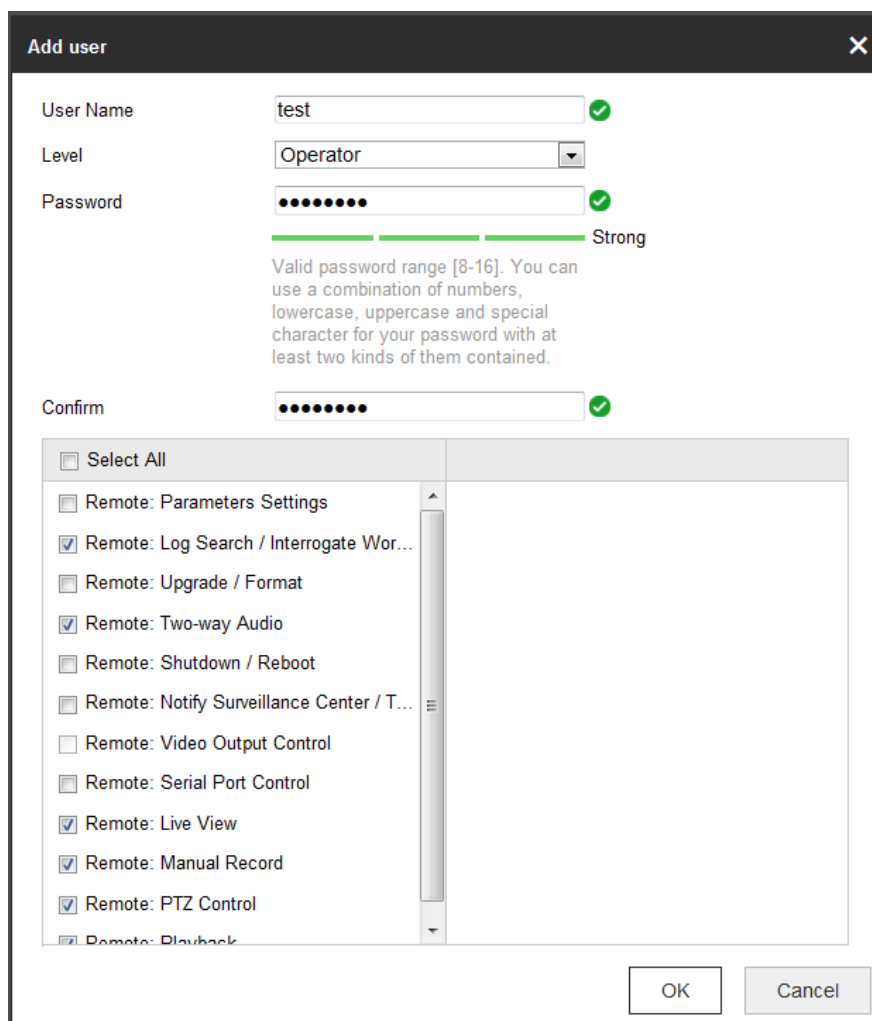 Add user
User Name test
Level Operator
Password ••••••••
Strong
Valid password range [8-16]. You can
use a combination of numbers,
lowercase, uppercase and special
character for your password with at
least two kinds of them contained.
Confirm ••••••••
Select All
Remote: Parameters Settings
Remote: Log Search / Interrogate Wor...
Remote: Upgrade / Format
Remote: Two-way Audio
Remote: Shutdown / Reboot
Remote: Notify Surveillance Center / T...
Remote: Video Output Control
Remote: Serial Port Control
Remote: Live View
Remote: Manual Record
Remote: PTZ Control
Remote: Playback
OK Cancel